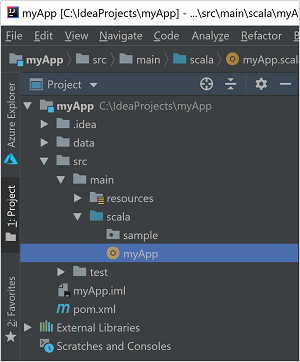 myApp [C:\IdeaProjects\myApp] - ...\src\main\scala\myA
File Edit View Navigate Code Analyze Refactor
myApp src main scala myApp.scal
Project
Azure Explorer
1: Project
2: Favorites
myApp C:\IdeaProjects\myApp
.idea
data
src
main
resources
scala
sample
myApp
test
myApp.iml
pom.xml
External Libraries
Scratches and Consoles